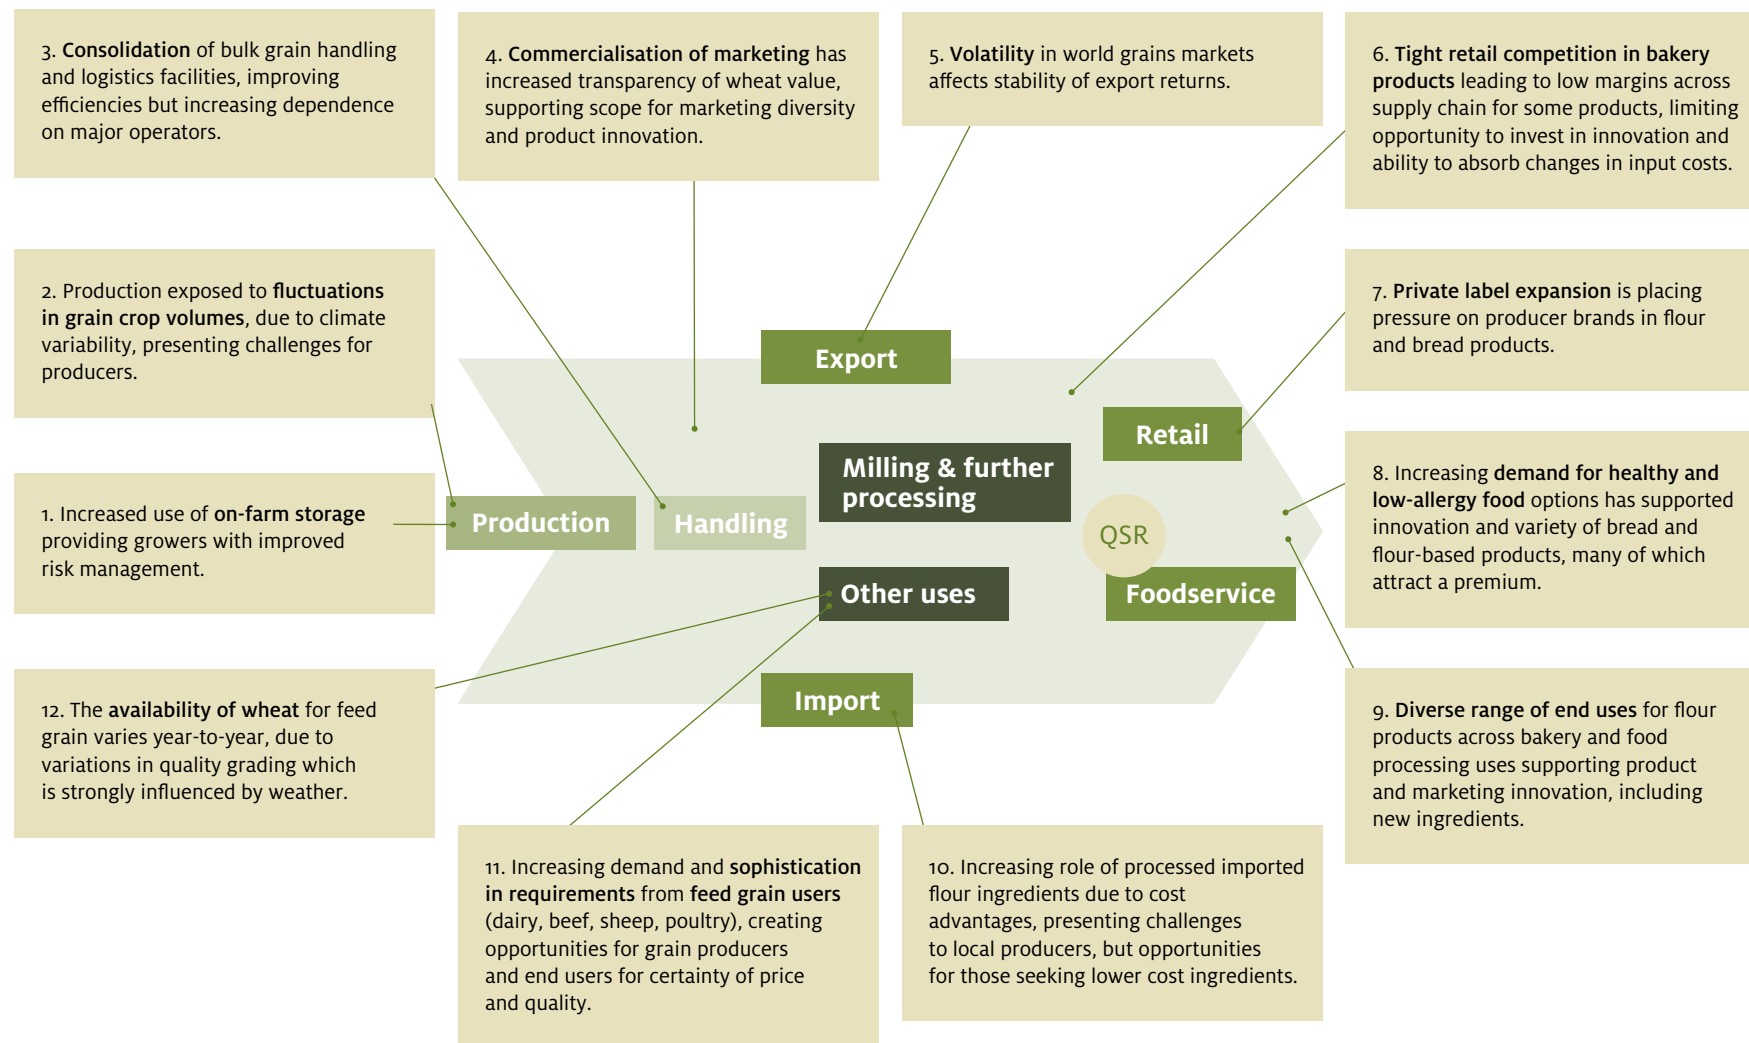 3. Consolidation of bulk grain handling
and logistics facilities, improving
efficiencies but increasing dependence
on major operators.
4. Commercialisation of marketing has
increased transparency of wheat value,
supporting scope for marketing diversity
and product innovation.
5. Volatility in world grains markets
affects stability of export returns.
6. Tight retail competition in bakery
products leading to low margins across
supply chain for some products, limiting
opportunity to invest in innovation and
ability to absorb changes in input costs.
2. Production exposed to fluctuations
in grain crop volumes, due to climate
variability, presenting challenges for
producers.
7. Private label expansion is placing
pressure on producer brands in flour
and bread products.
Export
Retail
Milling & further
processing
1. Increased use of on-farm storage
providing growers with improved
risk management.
Production
Handling
QSR
8. Increasing demand for healthy and
low-allergy food options has supported
innovation and variety of bread and
flour-based products, many of which
attract a premium.
Other uses
Foodservice
Import
12. The availability of wheat for feed
grain varies year-to-year, due to
variations in quality grading which
is strongly influenced by weather.
9. Diverse range of end uses for flour
products across bakery and food
processing uses supporting product
and marketing innovation, including
new ingredients.
11. Increasing demand and sophistication
in requirements from feed grain users
(dairy, beef, sheep, poultry), creating
opportunities for grain producers
and end users for certainty of price
and quality.
10. Increasing role of processed imported
flour ingredients due to cost
advantages, presenting challenges
to local producers, but opportunities
for those seeking lower cost ingredients.